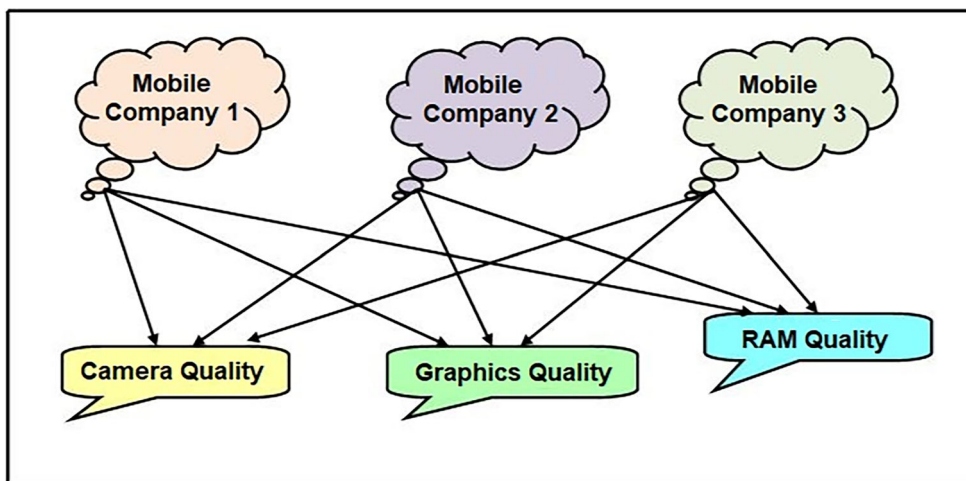 Mobile
Company 1
Mobile
Company 2
Mobile
Company 3
Camera Quality
Graphics Quality
RAM Quality